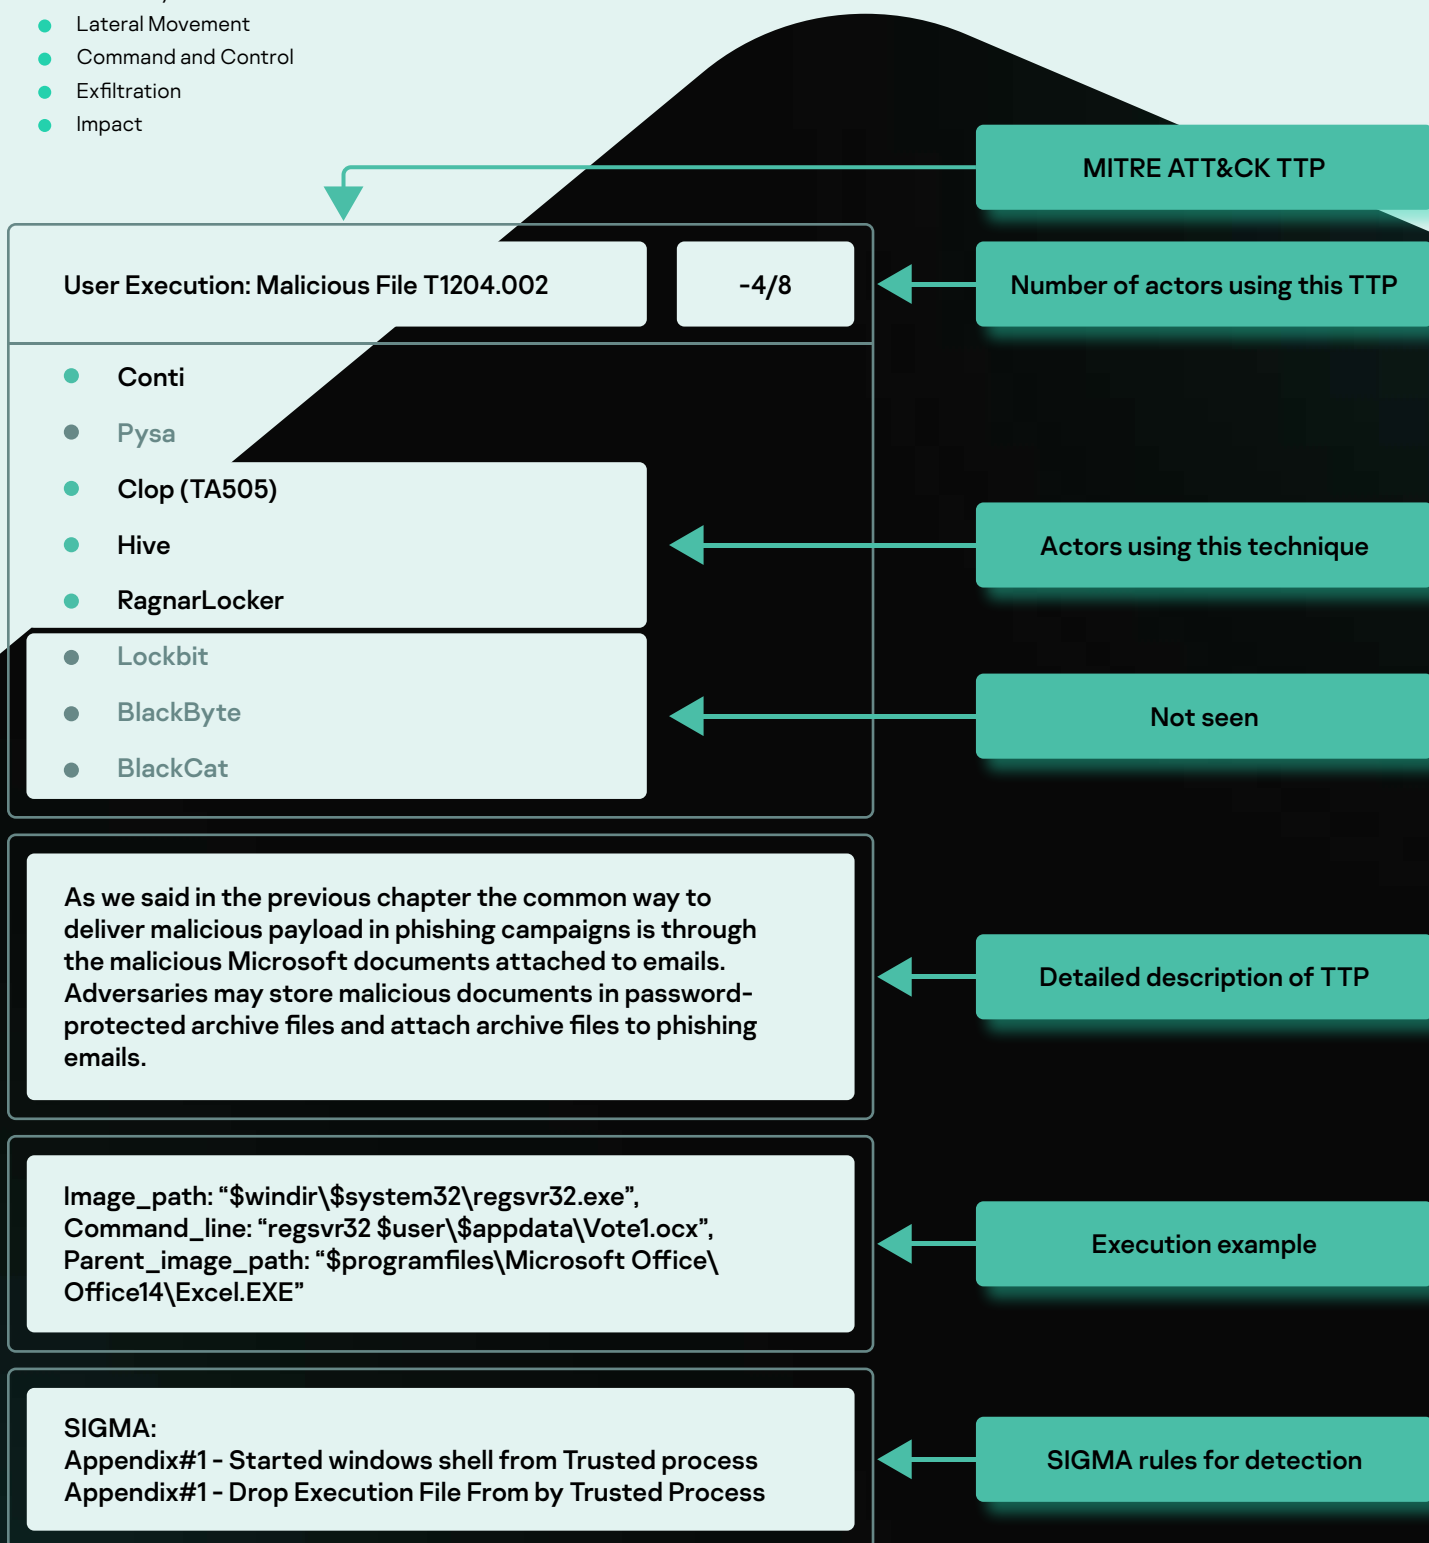 Lateral Movement
Command and Control
Exfiltration
Impact
MITRE ATT&CK TTP
User Execution: Malicious File T1204.002
-4/8
Number of actors using this TTP
Conti
Pysa
Clop (TA505)
Hive
RagnarLocker
Actors using this technique
Lockbit
BlackByte
BlackCat
Not seen
As we said in the previous chapter the common way to
deliver malicious payload in phishing campaigns is through
the malicious Microsoft documents attached to emails.
Adversaries may store malicious documents in password-
protected archive files and attach archive files to phishing
emails.
Detailed description of TTP
Image_path: “$windir\$system32\regsvr32.exe”,
Command_line: “regsvr32 $user\$appdata\Vote1.ocx”,
Parent_image_path: “$programfiles\Microsoft Office\
Office14\Excel.EXE”
Execution example
SIGMA:
Appendix#1 - Started windows shell from Trusted process
Appendix#1 - Drop Execution File From by Trusted Process
SIGMA rules for detection